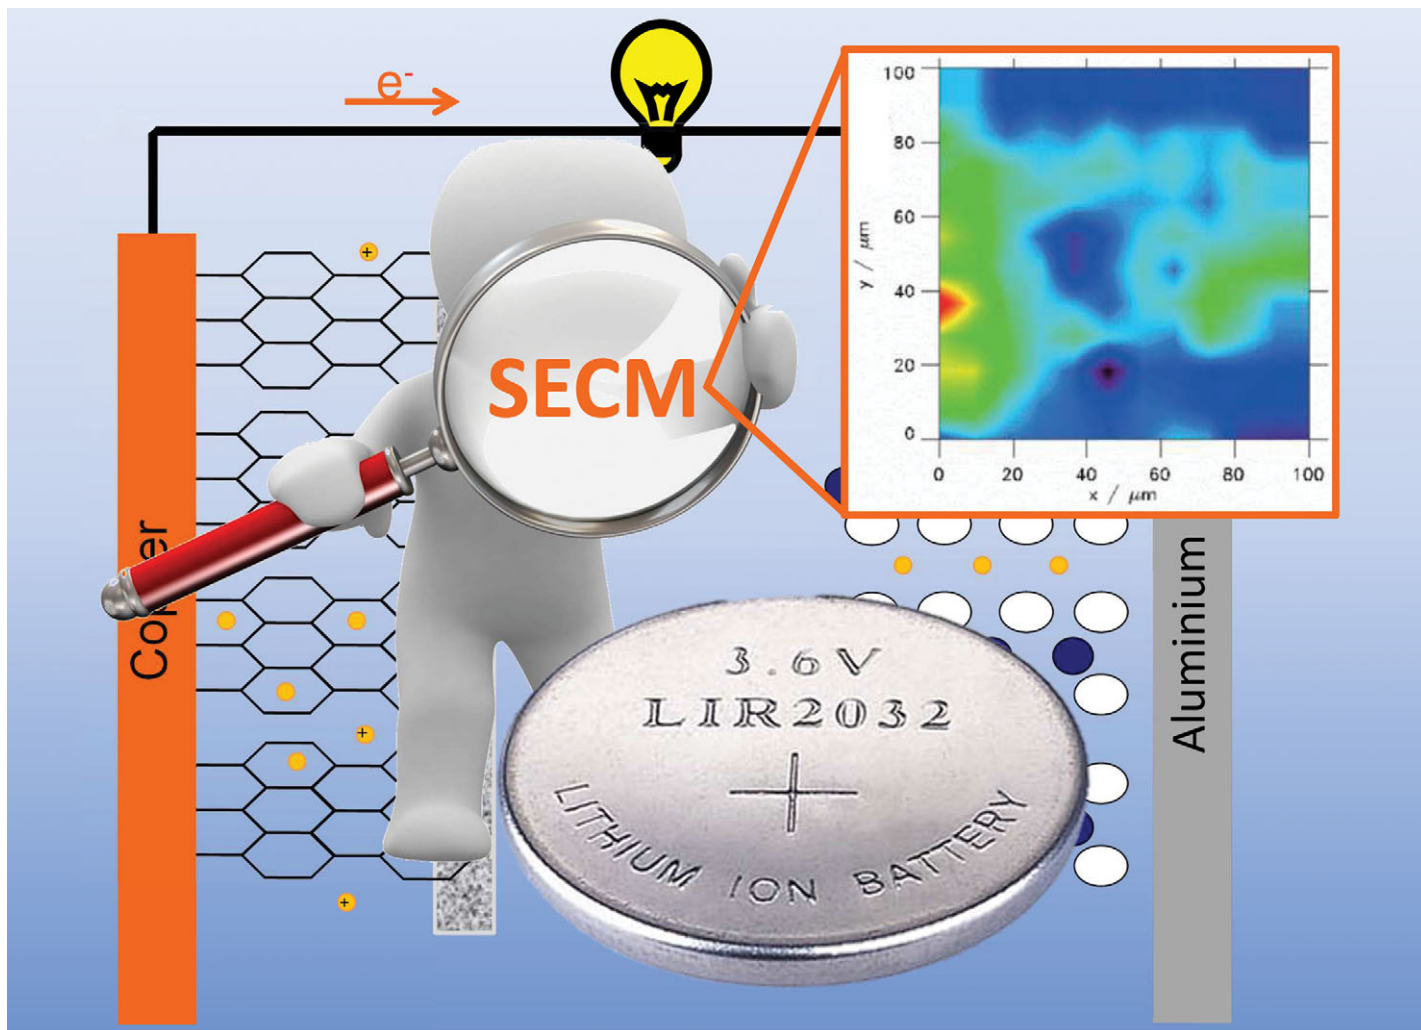 e-
SECM
100
80
60
40
20
0
y / μm
0 20 40 60 80 100
x / μm
Copper
Aluminium
+
+
+
3.6V
LIR2032
+
LITHIUM ION BATTERY